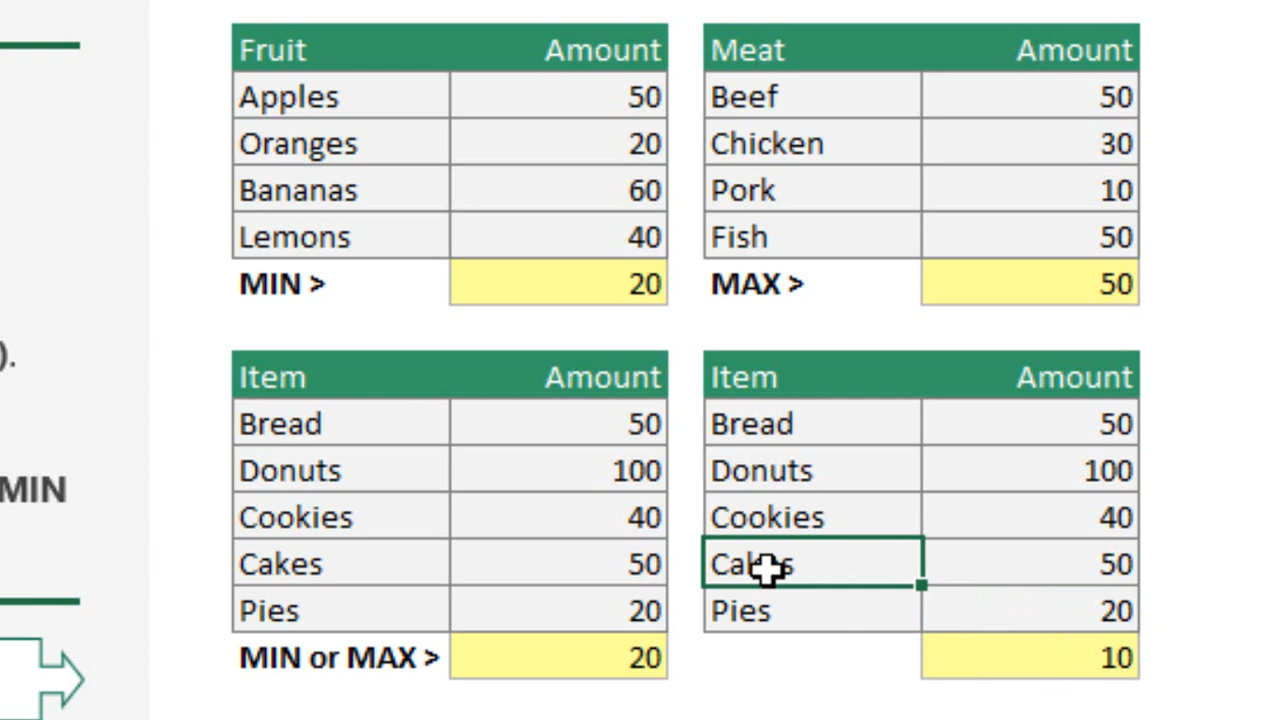 Fruit Amount
Apples 50
Oranges 20
Bananas 60
Lemons 40
MIN > 20
Meat Amount
Beef 50
Chicken 30
Pork 10
Fish 50
MAX > 50
).
MIN
Item Amount
Bread 50
Donuts 100
Cookies 40
Cakes 50
Pies 20
MIN or MAX > 20
Item Amount
Bread 50
Donuts 100
Cookies 40
Cakes 50
Pies 20
10